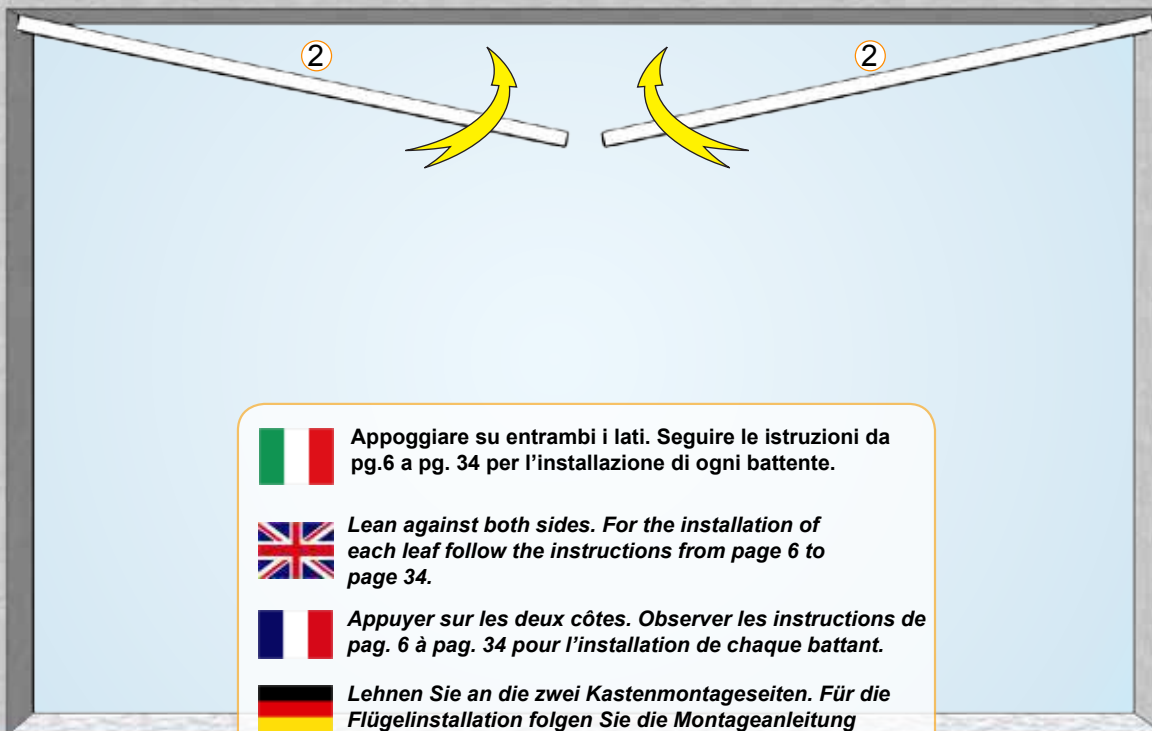 2 2
Appoggiare su entrambi i lati. Seguire le istruzioni da
pg.6 a pg. 34 per l’installazione di ogni battente.
Lean against both sides. For the installation of
each leaf follow the instructions from page 6 to
page 34.
Appuyer sur les deux côtes. Observer les instructions de
pag. 6 à pag. 34 pour l’installation de chaque battant.
Lehnen Sie an die zwei Kastenmontageseiten. Für die
Flügelinstallation folgen Sie die Montageanleitung